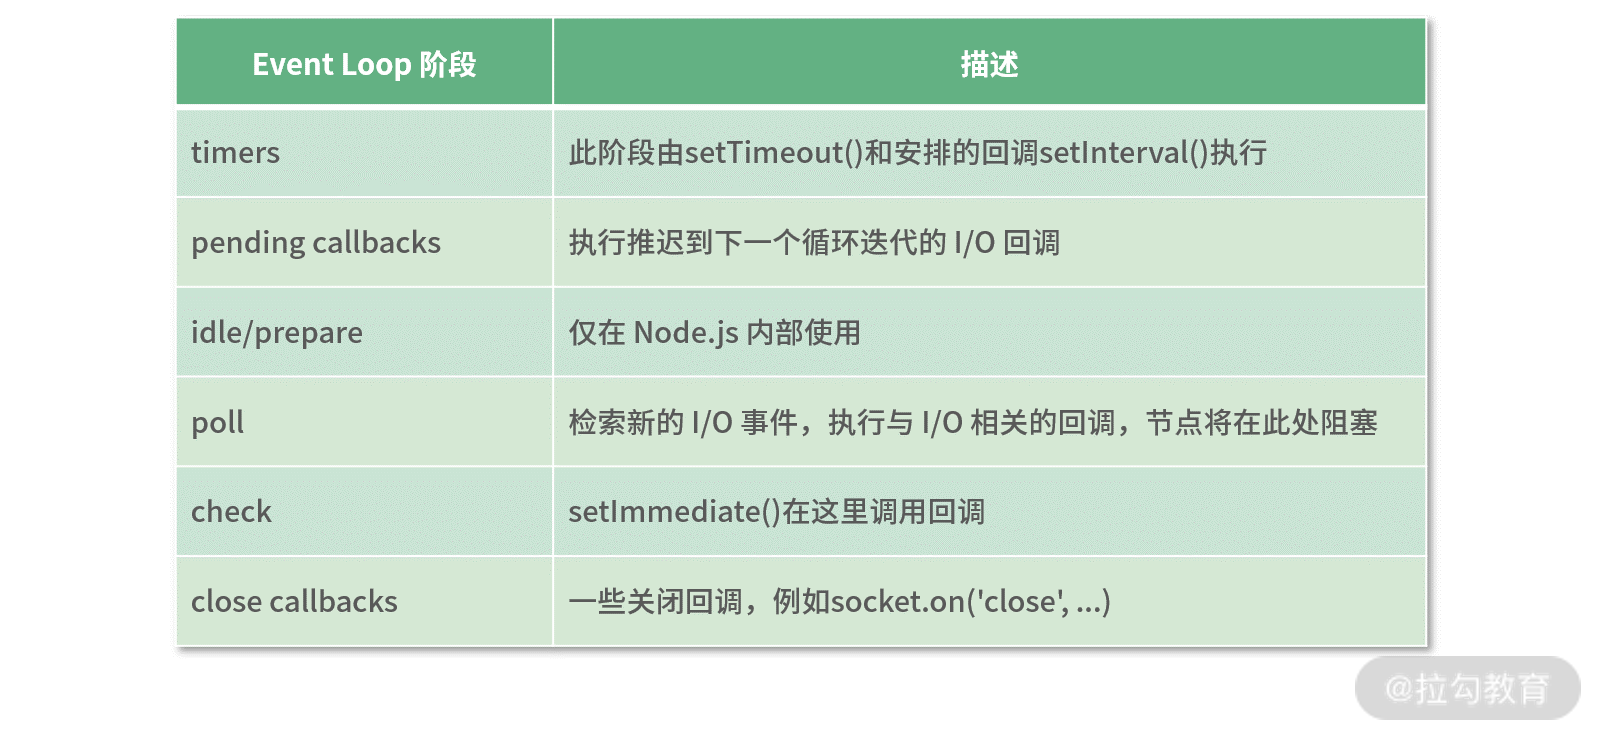 Event Loop 阶段 描述
timers 此阶段由setTimeout()和安排的回调setInterval()执行
pending callbacks 执行推迟到下一个循环迭代的 I/O 回调
idle/prepare 仅在 Node.js 内部使用
poll 检索新的 I/O 事件，执行与 I/O 相关的回调，节点将在此处阻塞
check setImmediate()在这里调用回调
close callbacks 一些关闭回调，例如socket.on('close', ...)
@拉勾教育